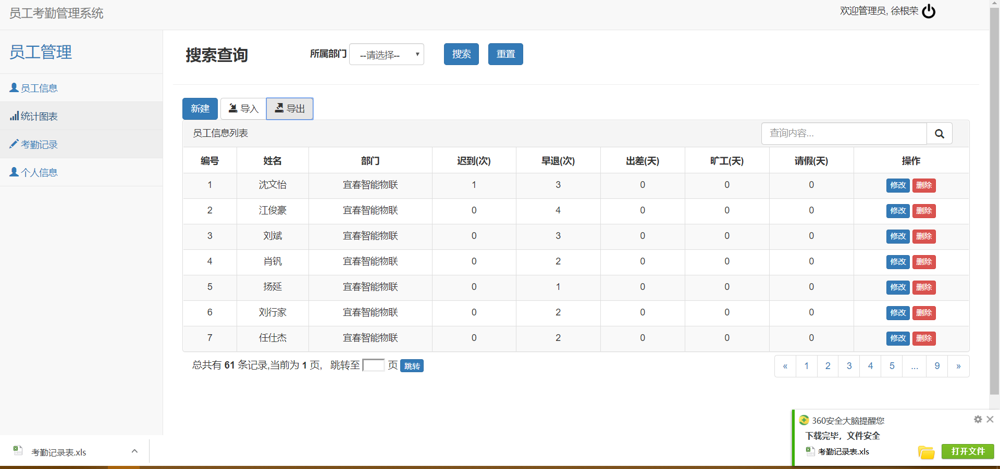 员工考勤管理系统
欢迎管理员, 徐根荣
员工管理
员工信息
统计图表
考勤记录
个人信息
搜索查询 所属部门 --请选择-- 搜索 重置
新建 导入 导出
员工信息列表 查询内容...
编号 姓名 部门 迟到(次) 早退(次) 出差(天) 旷工(天) 请假(天) 操作
1 沈文怡 宜春智能物联 1 3 0 0 0 修改 删除
2 江俊豪 宜春智能物联 0 4 0 0 0 修改 删除
3 刘斌 宜春智能物联 0 3 0 0 0 修改 删除
4 肖钒 宜春智能物联 0 2 0 0 0 修改 删除
5 扬延 宜春智能物联 0 1 0 0 0 修改 删除
6 刘行家 宜春智能物联 0 2 0 0 0 修改 删除
7 任仕杰 宜春智能物联 0 2 0 0 0 修改 删除
总共有 61 条记录,当前为 1 页, 跳转至 页 跳转
« 1 2 3 4 5 ... 9 »
360安全大脑提醒您
下载完毕，文件安全
考勤记录表.xls 打开文件
考勤记录表.xls